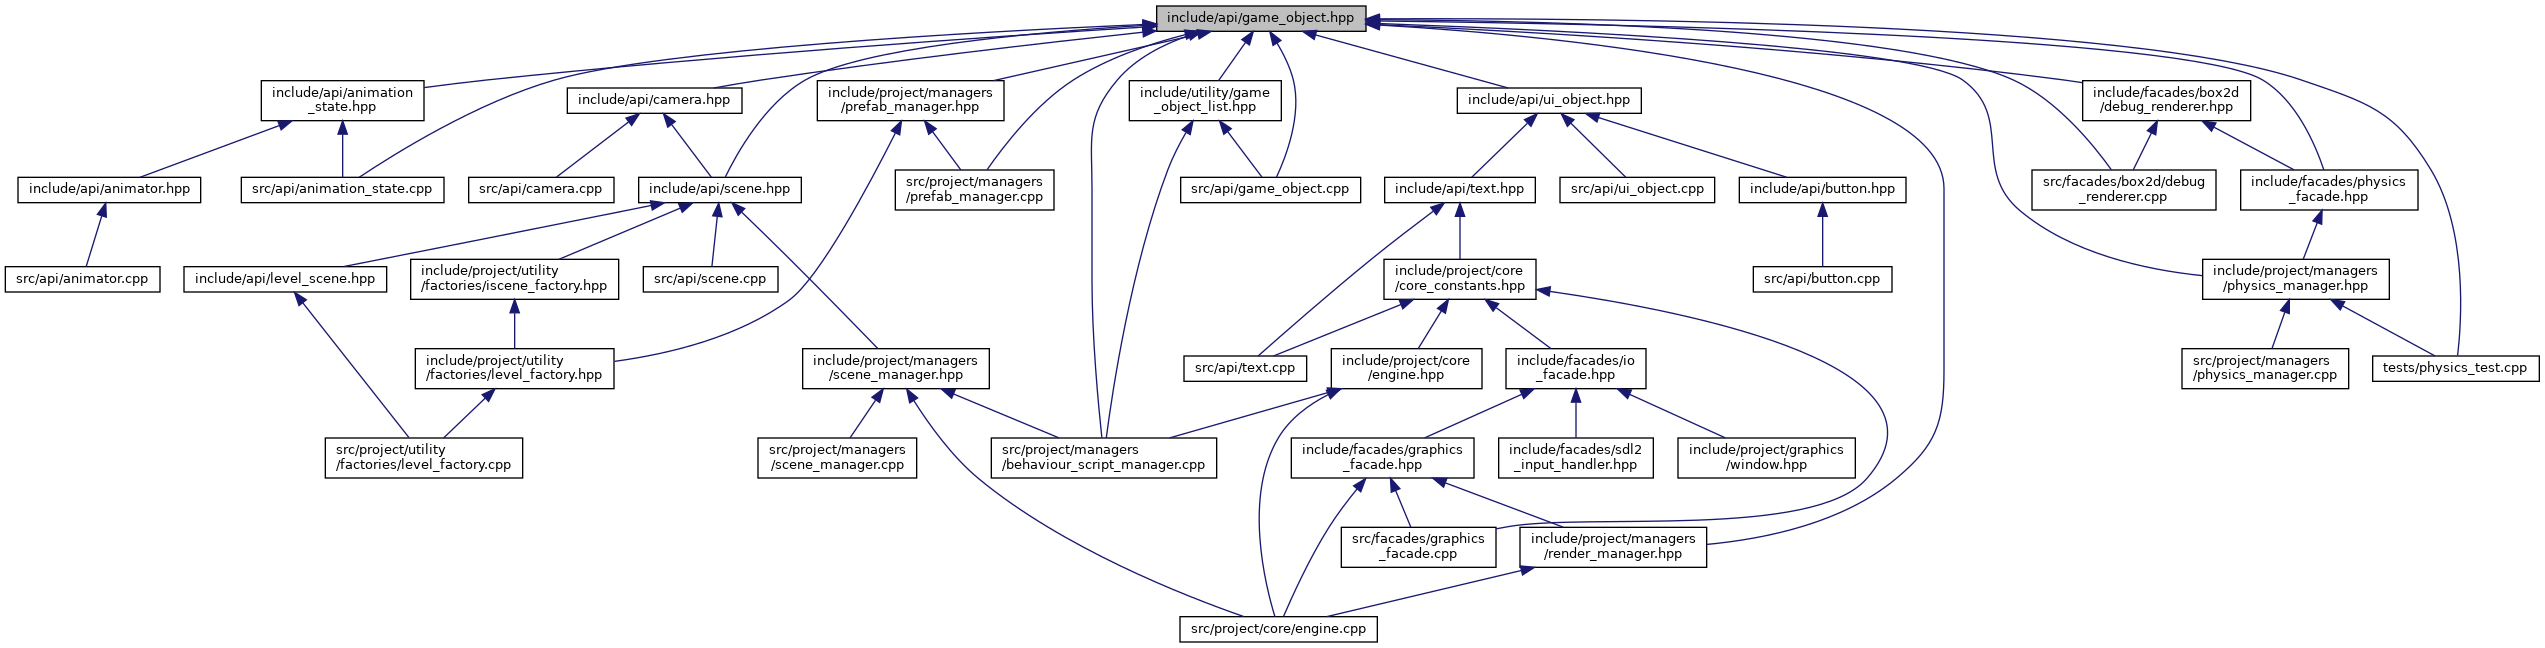 include/api/game_object.hpp
include/api/animation
_state.hpp
include/api/camera.hpp
include/project/managers
/prefab_manager.hpp
include/utility/game
_object_list.hpp
include/api/ui_object.hpp
include/facades/box2d
/debug_renderer.hpp
include/api/animator.hpp
src/api/animation_state.cpp
src/api/camera.cpp
include/api/scene.hpp
src/project/managers
/prefab_manager.cpp
src/api/game_object.cpp
include/api/text.hpp
src/api/ui_object.cpp
include/api/button.hpp
src/facades/box2d/debug
_renderer.cpp
include/facades/physics
_facade.hpp
src/api/animator.cpp
include/api/level_scene.hpp
include/project/utility
/factories/iscene_factory.hpp
src/api/scene.cpp
include/project/core
/core_constants.hpp
src/api/button.cpp
include/project/managers
/physics_manager.hpp
include/project/utility
/factories/level_factory.hpp
include/project/managers
/scene_manager.hpp
src/api/text.cpp
include/project/core
/engine.hpp
include/facades/io
_facade.hpp
src/project/managers
/physics_manager.cpp
tests/physics_test.cpp
src/project/utility
/factories/level_factory.cpp
src/project/managers
/scene_manager.cpp
src/project/managers
/behaviour_script_manager.cpp
include/facades/graphics
_facade.hpp
include/facades/sdl2
_input_handler.hpp
include/project/graphics
/window.hpp
src/facades/graphics
_facade.cpp
include/project/managers
/render_manager.hpp
src/project/core/engine.cpp